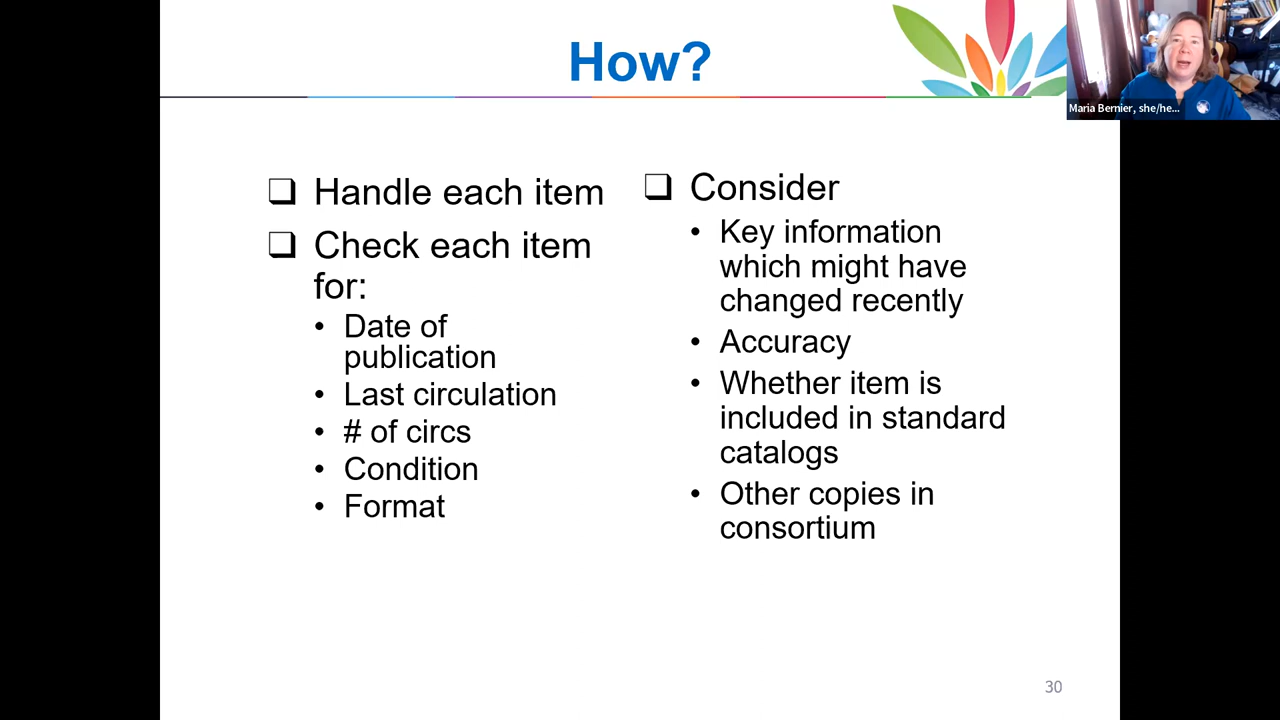 How?
Maria Bernier, she/he...
❑ Handle each item
❑ Check each item
for:
• Date of
publication
• Last circulation
• # of circs
• Condition
• Format
❑ Consider
• Key information
which might have
changed recently
• Accuracy
• Whether item is
included in standard
catalogs
• Other copies in
consortium
30